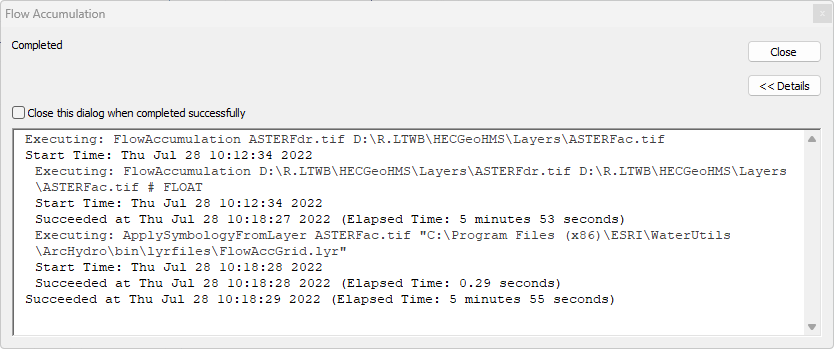 Flow Accumulation
x
Completed
Close
<< Details
Close this dialog when completed successfully
Executing: FlowAccumulation ASTERFdr.tif D:\R.LTWB\HECGeoHMS\Layers\ASTERFac.tif
Start Time: Thu Jul 28 10:12:34 2022
Executing: FlowAccumulation D:\R.LTWB\HECGeoHMS\Layers\ASTERFdr.tif D:\R.LTWB\HECGeoHMS\Layers
\ASTERFac.tif # FLOAT
Start Time: Thu Jul 28 10:12:34 2022
Succeeded at Thu Jul 28 10:18:27 2022 (Elapsed Time: 5 minutes 53 seconds)
Executing: ApplySymbologyFromLayer ASTERFac.tif "C:\Program Files (x86)\ESRI\WaterUtils
\ArcHydro\bin\lyrfiles\FlowAccGrid.lyr"
Start Time: Thu Jul 28 10:18:28 2022
Succeeded at Thu Jul 28 10:18:28 2022 (Elapsed Time: 0.29 seconds)
Succeeded at Thu Jul 28 10:18:29 2022 (Elapsed Time: 5 minutes 55 seconds)